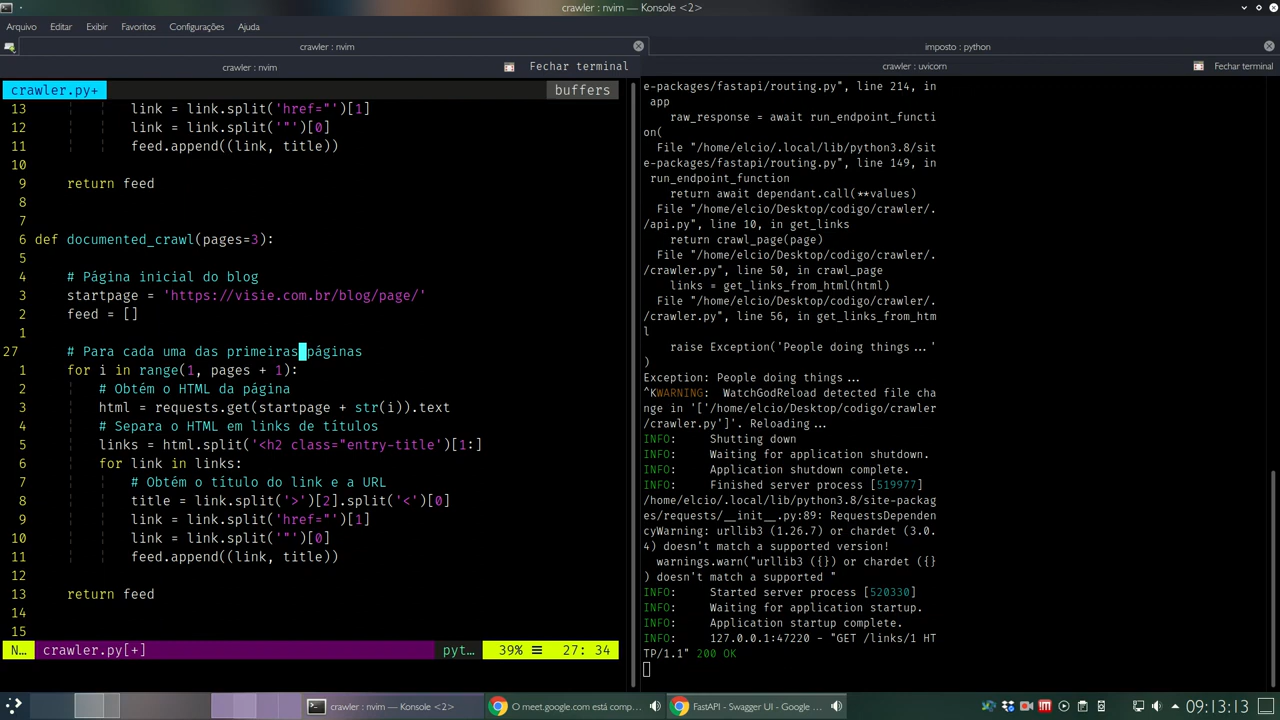 crawler : nvim — Konsole <2>
Arquivo Editar Exibir Favoritos Configurações Ajuda
crawler : nvim
imposto : python
crawler : nvim Fechar terminal
crawler : uvicorn Fechar terminal
crawler.py+ buffers
13 link = link.split('href="')[1]
12 link = link.split('"')[0]
11 feed.append((link, title))
10
9 return feed
8
7
6 def documented_crawl(pages=3):
5
4 # Página inicial do blog
3 startpage = 'https://visie.com.br/blog/page/'
2 feed = []
1
27 # Para cada uma das primeiras páginas
1 for i in range(1, pages + 1):
2 # Obtém o HTML da página
3 html = requests.get(startpage + str(i)).text
4 # Separa o HTML em links de títulos
5 links = html.split('<h2 class="entry-title')[1:]
6 for link in links:
7 # Obtém o título do link e a URL
8 title = link.split('>')[2].split('<')[0]
9 link = link.split('href="')[1]
10 link = link.split('"')[0]
11 feed.append((link, title))
12
13 return feed
14
15
N… crawler.py[+] pyt… 39% ☰ 27: 34
e-packages/fastapi/routing.py", line 214, in
app
raw_response = await run_endpoint_functi
on(
File "/home/elcio/.local/lib/python3.8/sit
e-packages/fastapi/routing.py", line 149, in
run_endpoint_function
return await dependant.call(**values)
File "/home/elcio/Desktop/codigo/crawler/.
/api.py", line 10, in get_links
return crawl_page(page)
File "/home/elcio/Desktop/codigo/crawler/.
/crawler.py", line 50, in crawl_page
links = get_links_from_html(html)
File "/home/elcio/Desktop/codigo/crawler/.
/crawler.py", line 56, in get_links_from_htm
l
raise Exception('People doing things...'
)
Exception: People doing things...
^KWARNING: WatchGodReload detected file cha
nge in '['/home/elcio/Desktop/codigo/crawler
/crawler.py']'. Reloading...
INFO: Shutting down
INFO: Waiting for application shutdown.
INFO: Application shutdown complete.
INFO: Finished server process [519977]
/home/elcio/.local/lib/python3.8/site-packag
es/requests/__init__.py:89: RequestsDependen
cyWarning: urllib3 (1.26.7) or chardet (3.0.
4) doesn't match a supported version!
warnings.warn("urllib3 ({}) or chardet ({}
) doesn't match a supported "
INFO: Started server process [520330]
INFO: Waiting for application startup.
INFO: Application startup complete.
INFO: 127.0.0.1:47220 - "GET /links/1 HT
TP/1.1" 200 OK
crawler : nvim — Konsole <2>
O meet.google.com está comp…
FastAPI - Swagger UI - Google …
09:13:13